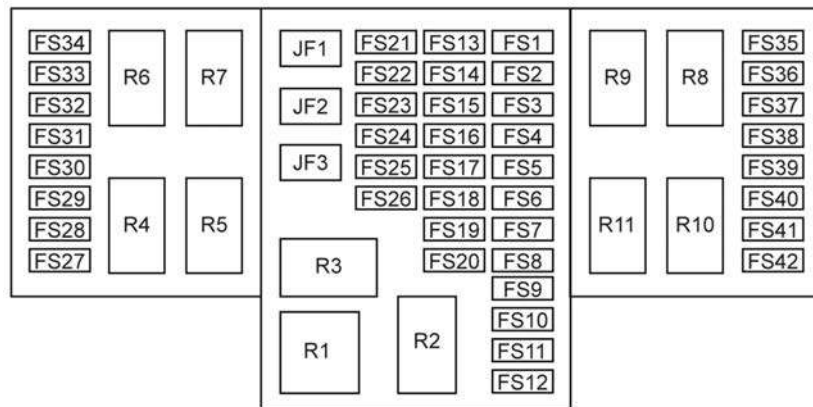 FS34
FS33
FS32
FS31
FS30
FS29
FS28
FS27
R6 R7
R4 R5
JF1
JF2
JF3
FS21 FS13 FS1
FS22 FS14 FS2
FS23 FS15 FS3
FS24 FS16 FS4
FS25 FS17 FS5
FS26 FS18 FS6
FS19 FS7
FS20 FS8
FS9
FS10
FS11
FS12
R3
R1 R2
R9 R8
R11 R10
FS35
FS36
FS37
FS38
FS39
FS40
FS41
FS42